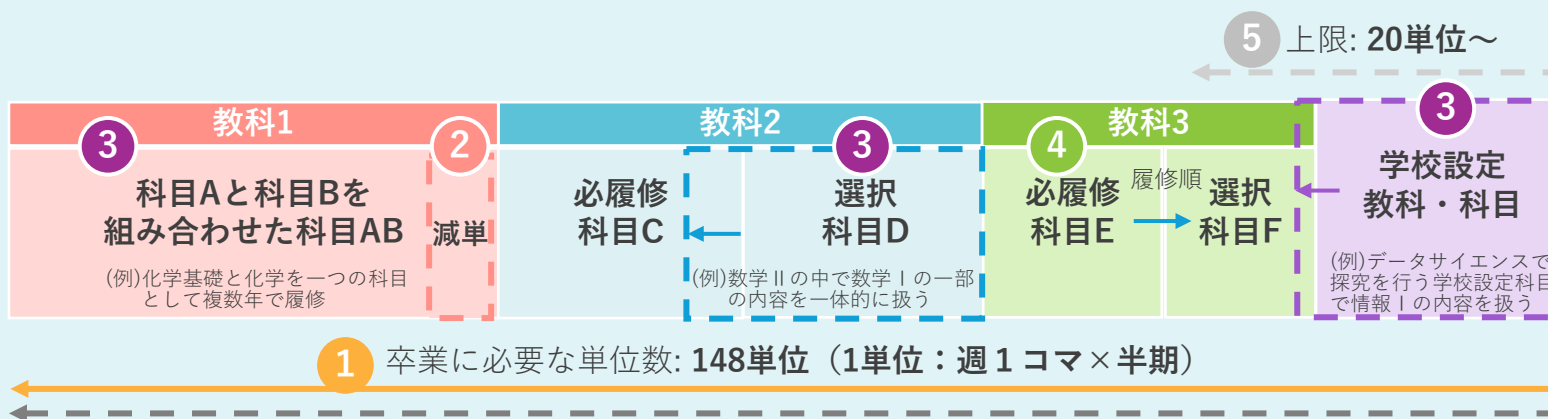 5 上限: 20単位～
教科1
教科2
教科3
3
3
2
3
4
科目Aと科目Bを
組み合わせた科目AB
減単
(例)化学基礎と化学を一つの科目
として複数年で履修
必履修
科目C
選択
科目D
(例)数学Ⅱの中で数学Ⅰの一部
の内容を一体的に扱う
必履修
科目E
履修順
選択
科目F
学校設定
教科・科目
(例)データサイエンスで
探究を行う学校設定科目
で情報Ⅰの内容を扱う
1 卒業に必要な単位数: 148単位（1単位：週１コマ×半期）